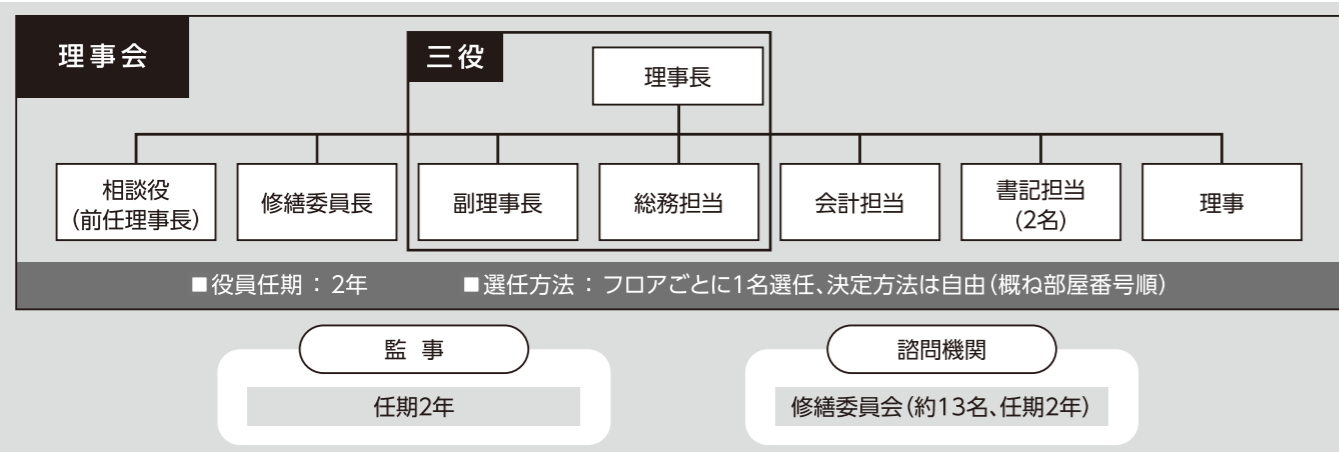 理事会
三役
理事長
相談役
(前任理事長)
修繕委員長
副理事長
総務担当
会計担当
書記担当
(2名)
理事
■役員任期：2年
■選任方法：フロアごとに1名選任、決定方法は自由(概ね部屋番号順)
監 事
任期2年
諮問機関
修繕委員会(約13名、任期2年)